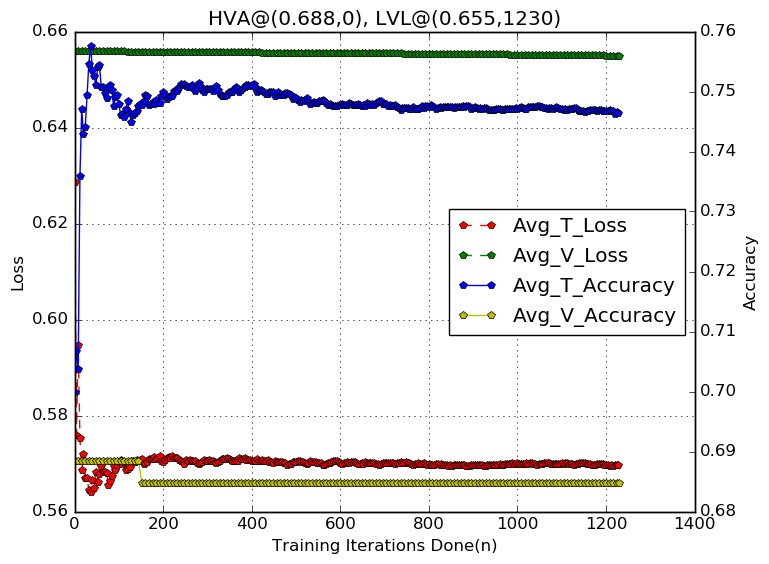 HVA@(0.688,0), LVL@(0.655,1230)
0.66
0.64
0.62
0.60
0.58
0.56
Loss
0.76
0.75
0.74
0.73
0.72
0.71
0.70
0.69
0.68
Accuracy
Avg_T_Loss
Avg_V_Loss
Avg_T_Accuracy
Avg_V_Accuracy
0 200 400 600 800 1000 1200 1400
Training Iterations Done(n)